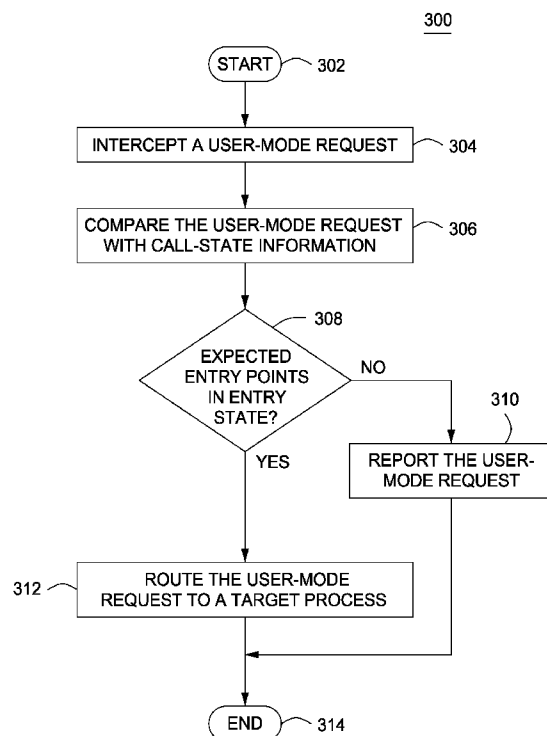 300
START
302
INTERCEPT A USER-MODE REQUEST
304
COMPARE THE USER-MODE REQUEST
WITH CALL-STATE INFORMATION
306
308
EXPECTED
ENTRY POINTS
IN ENTRY
STATE?
NO
310
YES
REPORT THE USER-
MODE REQUEST
312
ROUTE THE USER-MODE
REQUEST TO A TARGET PROCESS
END
314